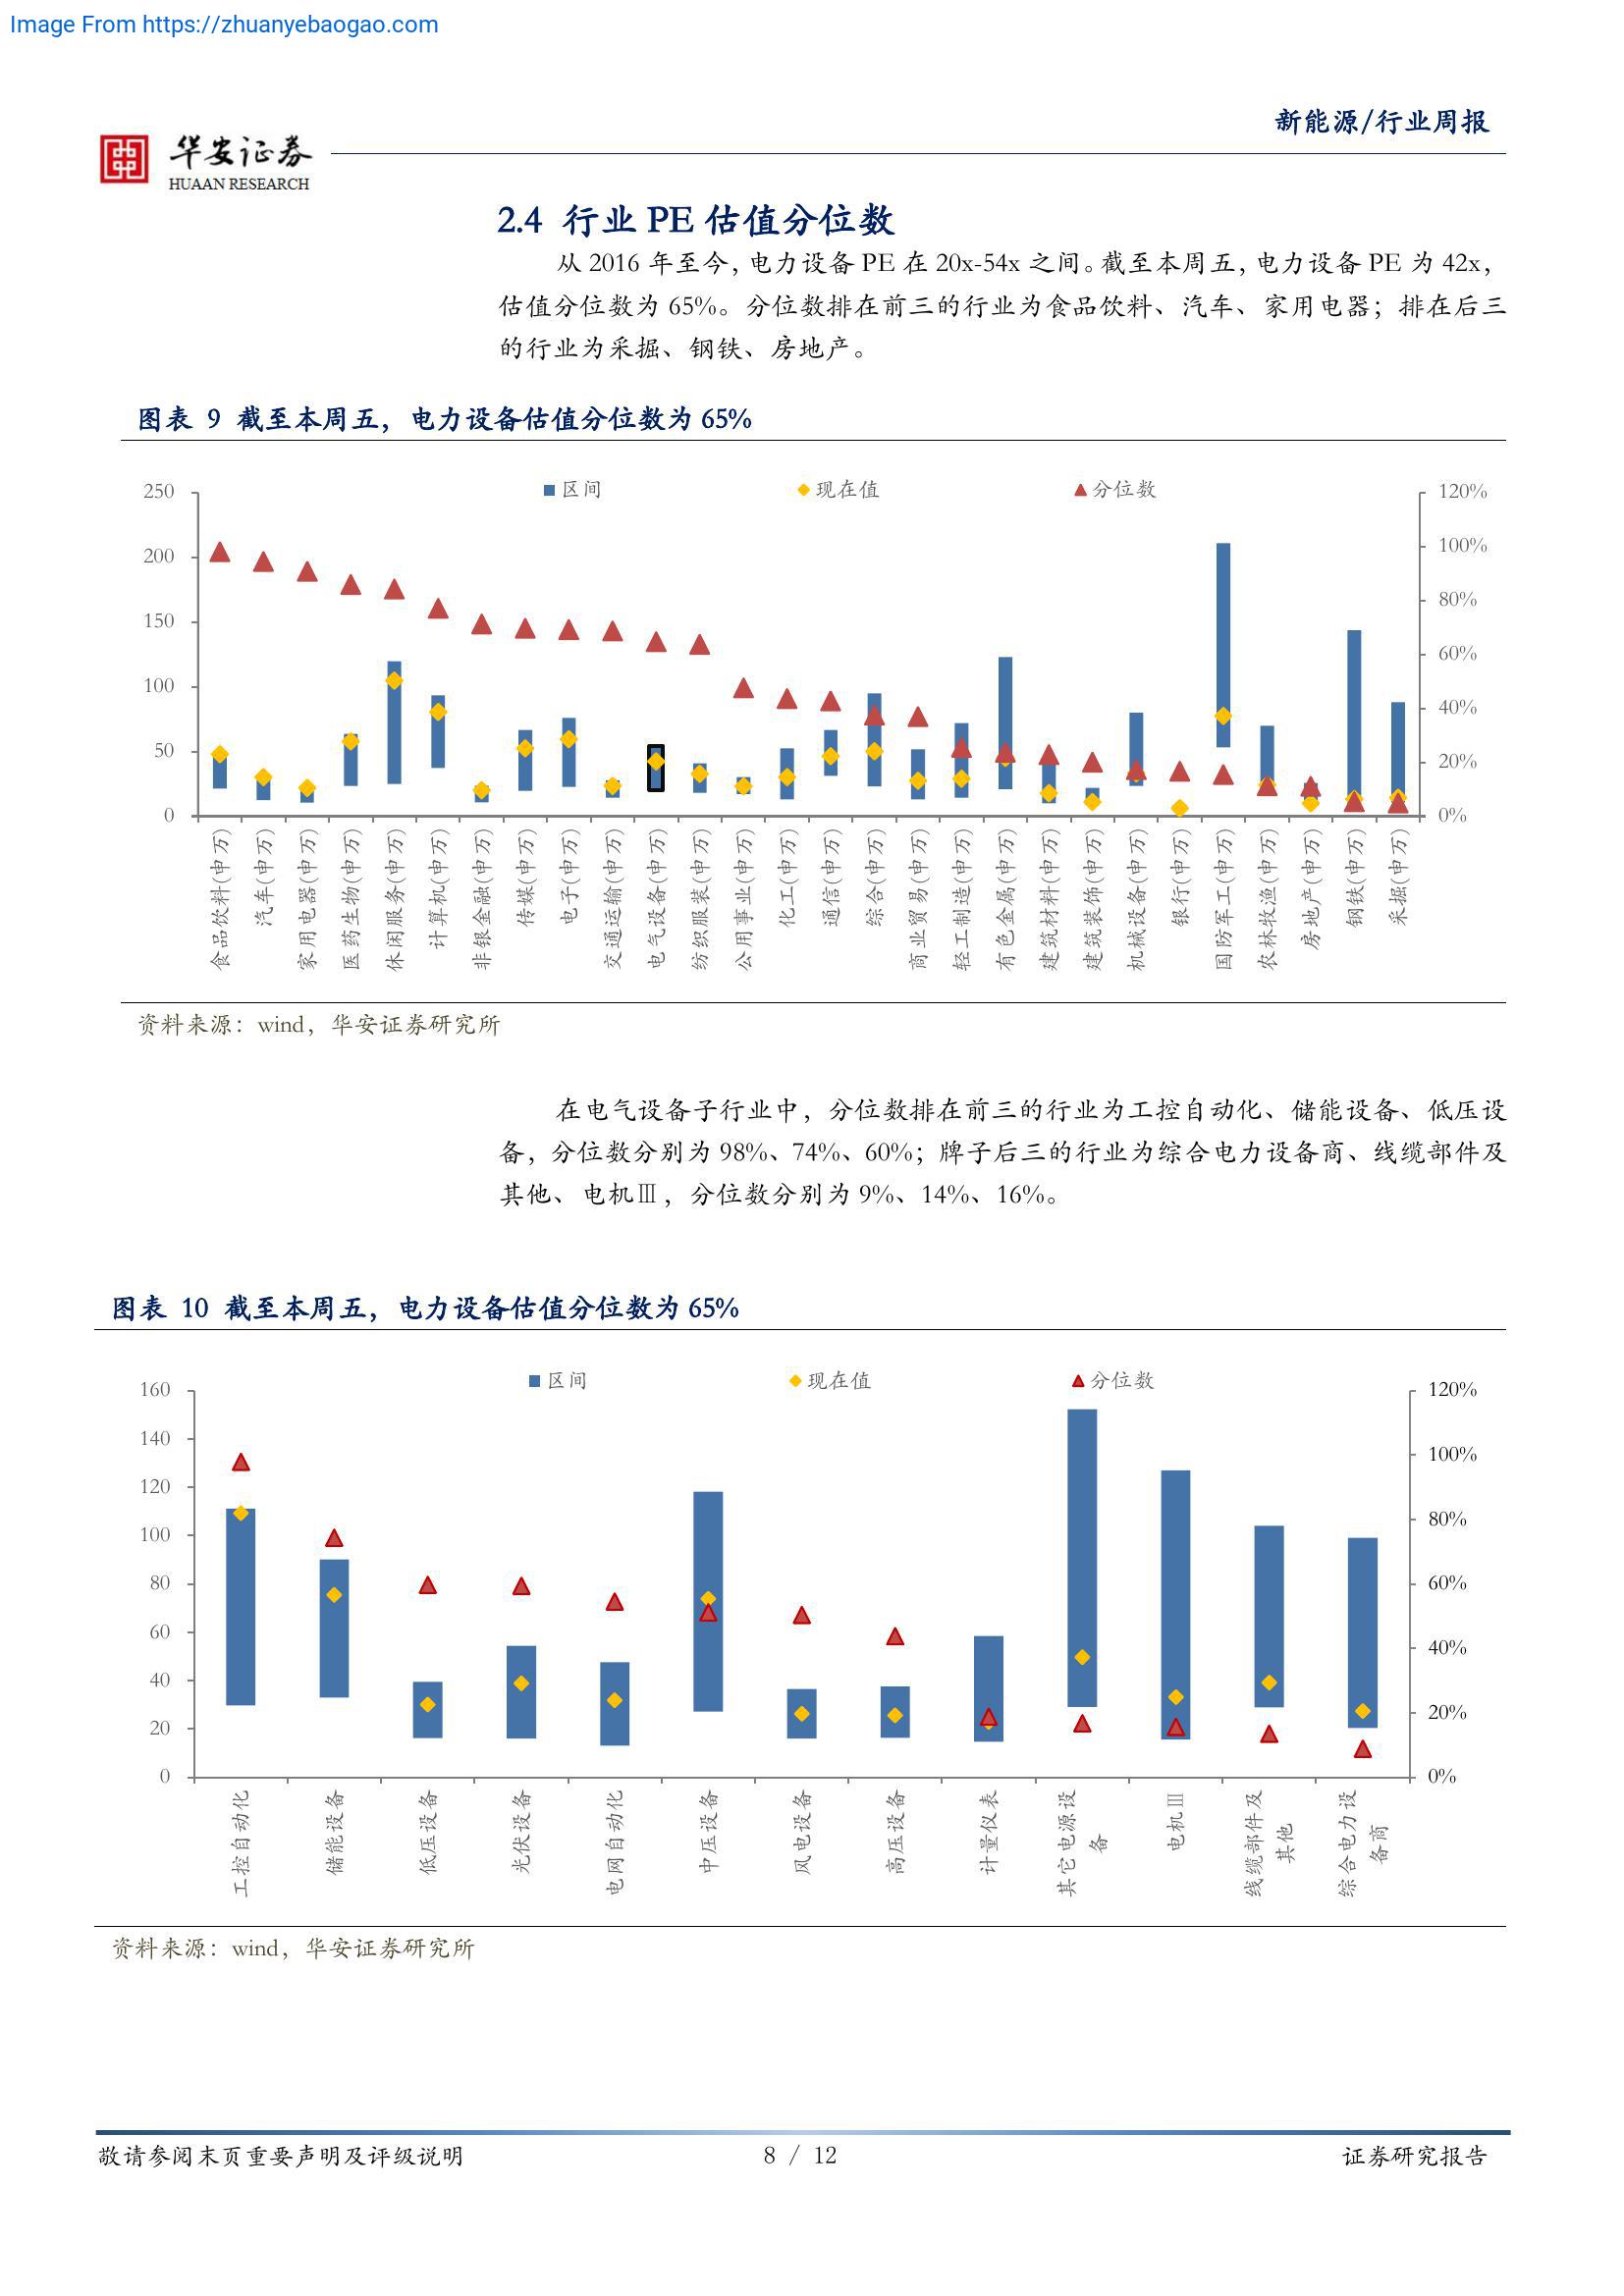 Image From https://zhuanyebaogao.com
新能源/行业周报
华安证券
HUAAN RESEARCH
2.4 行业 PE 估值分位数
从 2016 年至今，电力设备 PE 在 20x-54x 之间。截至本周五，电力设备 PE 为 42x，
估值分位数为 65%。分位数排在前三的行业为食品饮料、汽车、家用电器；排在后三
的行业为采掘、钢铁、房地产。
图表 9 截至本周五，电力设备估值分位数为 65%
区间 现在值 分位数
250
200
150
100
50
0
120%
100%
80%
60%
40%
20%
0%
食品饮料(申万)
汽车(申万)
家用电器(申万)
医药生物(申万)
休闲服务(申万)
计算机(申万)
非银金融(申万)
传媒(申万)
电子(申万)
交通运输(申万)
电气设备(申万)
纺织服装(申万)
公用事业(申万)
化工(申万)
通信(申万)
综合(申万)
商业贸易(申万)
轻工制造(申万)
有色金属(申万)
建筑材料(申万)
建筑装饰(申万)
机械设备(申万)
银行(申万)
国防军工(申万)
农林牧渔(申万)
房地产(申万)
钢铁(申万)
采掘(申万)
资料来源：wind，华安证券研究所
在电气设备子行业中，分位数排在前三的行业为工控自动化、储能设备、低压设
备，分位数分别为 98%、74%、60%；牌子后三的行业为综合电力设备商、线缆部件及
其他、电机Ⅲ，分位数分别为 9%、14%、16%。
图表 10 截至本周五，电力设备估值分位数为 65%
区间 现在值 分位数
160
140
120
100
80
60
40
20
0
120%
100%
80%
60%
40%
20%
0%
工控自动化
储能设备
低压设备
光伏设备
电网自动化
中压设备
风电设备
高压设备
计量仪表
其它电源设
备
电机Ⅲ
线缆部件及
其他
综合电力设
备商
资料来源：wind，华安证券研究所
敬请参阅末页重要声明及评级说明 8 / 12 证券研究报告